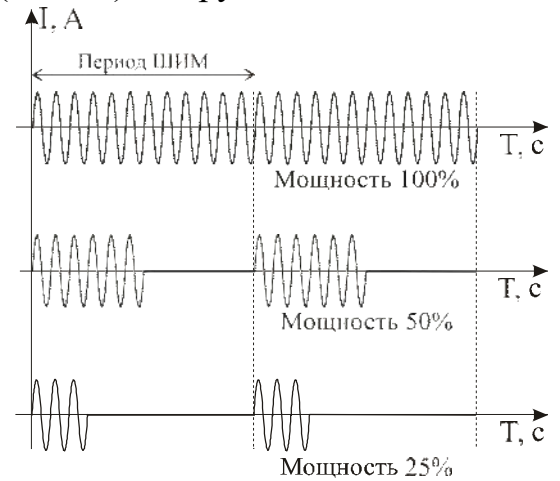 I, А
Период ШИМ
Т, с
Мощность 100%
Т, с
Мощность 50%
Т, с
Мощность 25%